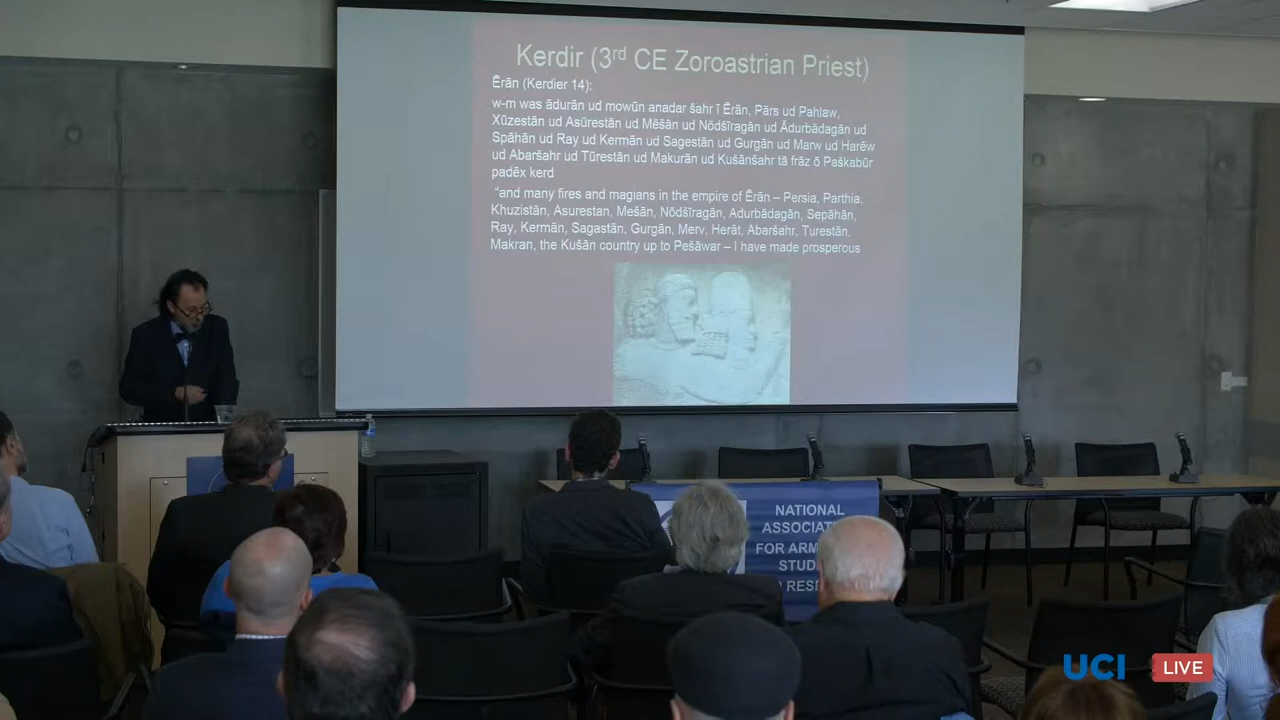 Kerdir (3rd CE Zoroastrian Priest)
Ērān (Kerdier 14):
w-m was ādurān ud mowūn anadar šahr ī Ērān, Pārs ud Pahlaw,
Xūzestān ud Asūrestān ud Mēšān ud Nōdšīragān ud Ādurbādagān ud
Spāhān ud Ray ud Kermān ud Sagestān ud Gurgān ud Marw ud Harēw
ud Abaršahr ud Tūrestān ud Makurān ud Kušānšahr tā frāz ō Paškabūr
padēx kerd
“and many fires and magians in the empire of Ērān – Persia, Parthia,
Khuzistān, Asurestan, Mešān, Nōdšīragān, Adurbādagān, Sepāhān,
Ray, Kermān, Sagastān, Gurgān, Merv, Herāt, Abaršahr, Turestān,
Makran, the Kušān country up to Pešāwar – I have made prosperous
NATIONAL
ASSOCIAT
FOR ARM
STUD
RES
UCI LIVE